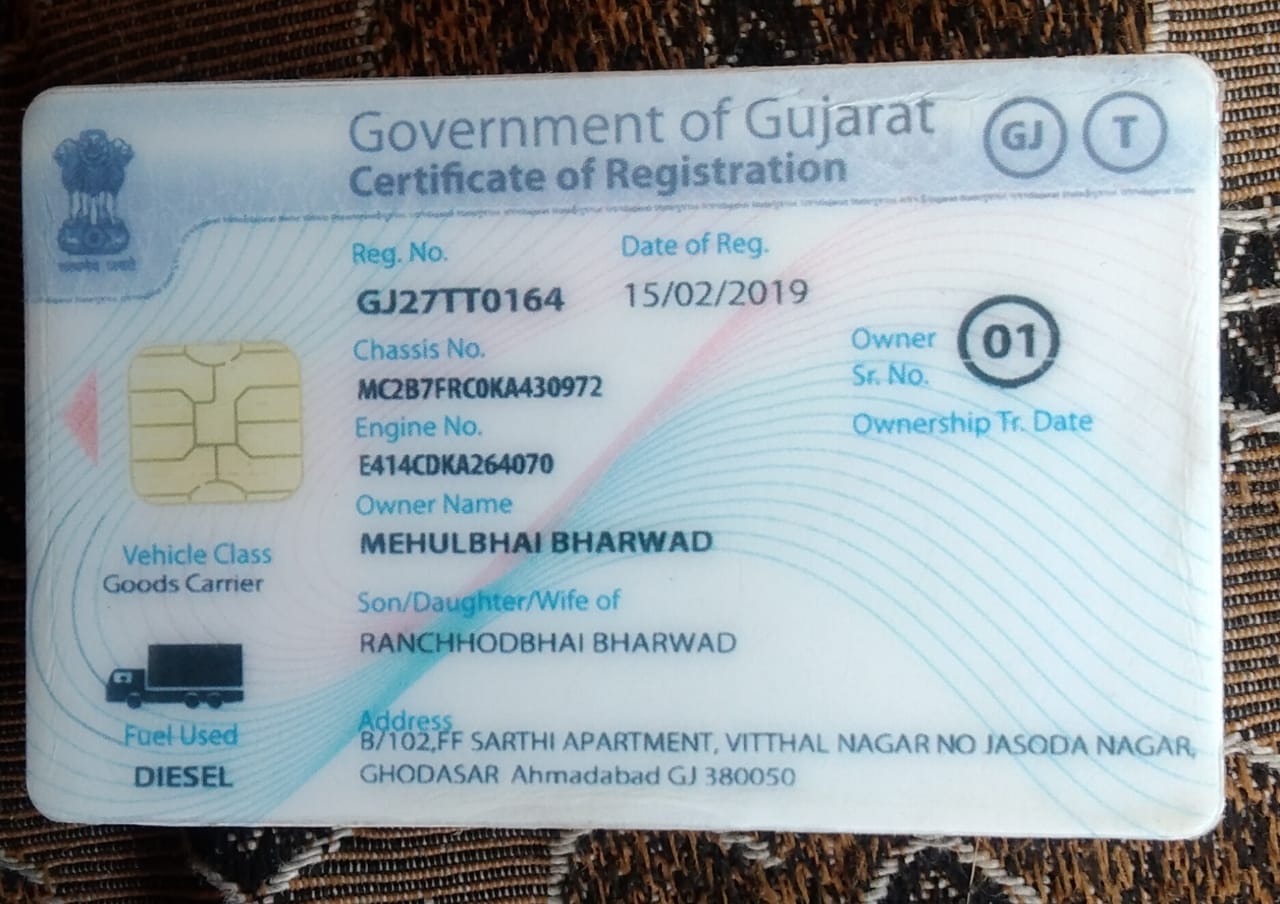 Government of Gujarat
Certificate of Registration
GJ T
सत्यमेव जयते
Reg. No. Date of Reg.
GJ27TT0164 15/02/2019
Chassis No.
MC2B7FRC0KA430972
Owner
Sr. No. 01
Engine No.
E414CDKA264070
Ownership Tr. Date
Owner Name
MEHULBHAI BHARWAD
Vehicle Class
Goods Carrier
Son/Daughter/Wife of
RANCHHODBHAI BHARWAD
Fuel Used
DIESEL
Address
B/102,FF SARTHI APARTMENT, VITTHAL NAGAR NO JASODA NAGAR,
GHODASAR Ahmadabad GJ 380050